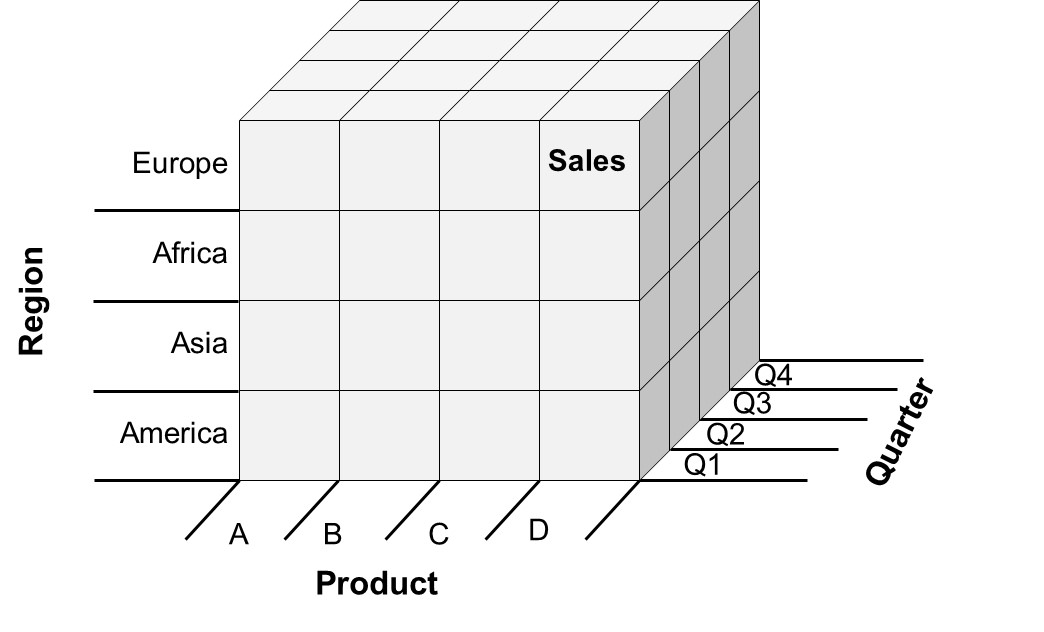 Europe
Sales
Africa
Region
Asia
America
Q4
Q3
Q2
Q1
Quarter
A B C D
Product